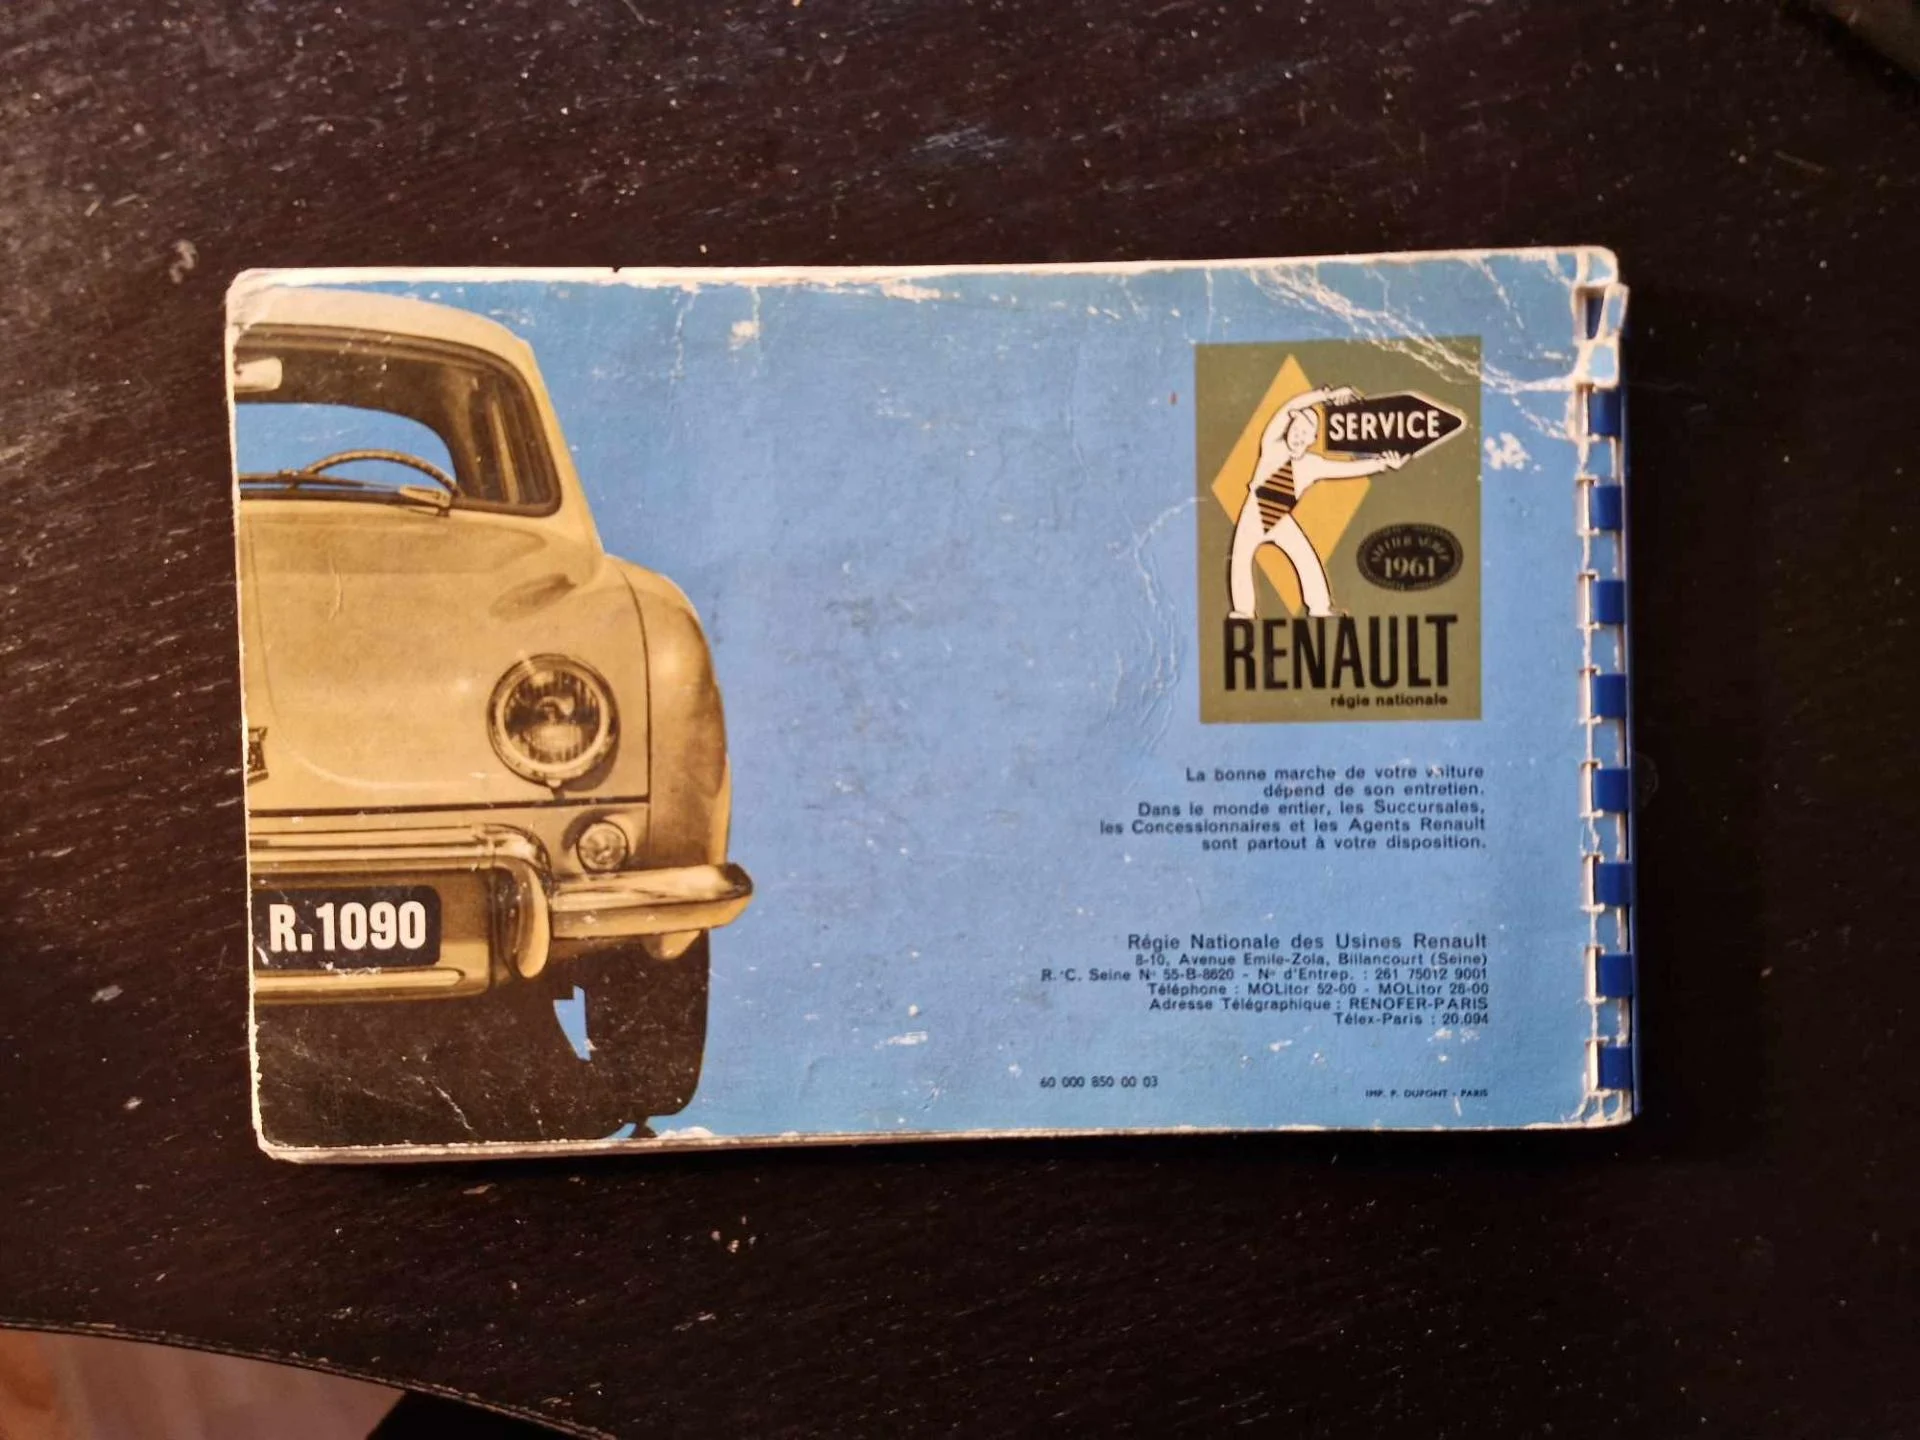 SERVICE
ATELIER AGRÉÉ
1961
RENAULT
régie nationale
La bonne marche de votre voiture
dépend de son entretien.
Dans le monde entier, les Succursales,
les Concessionnaires et les Agents Renault
sont partout à votre disposition.
R.1090
Régie Nationale des Usines Renault
8-10, Avenue Emile-Zola, Billancourt (Seine)
R. C. Seine N° 55-B-8620 - N° d'Entrep. : 261 75012 9001
Téléphone : MOLitor 52-00 - MOLitor 28-00
Adresse Télégraphique : RENOFER-PARIS
Télex-Paris : 20.094
60 000 850 00 03
IMP. P. DUPONT - PARIS